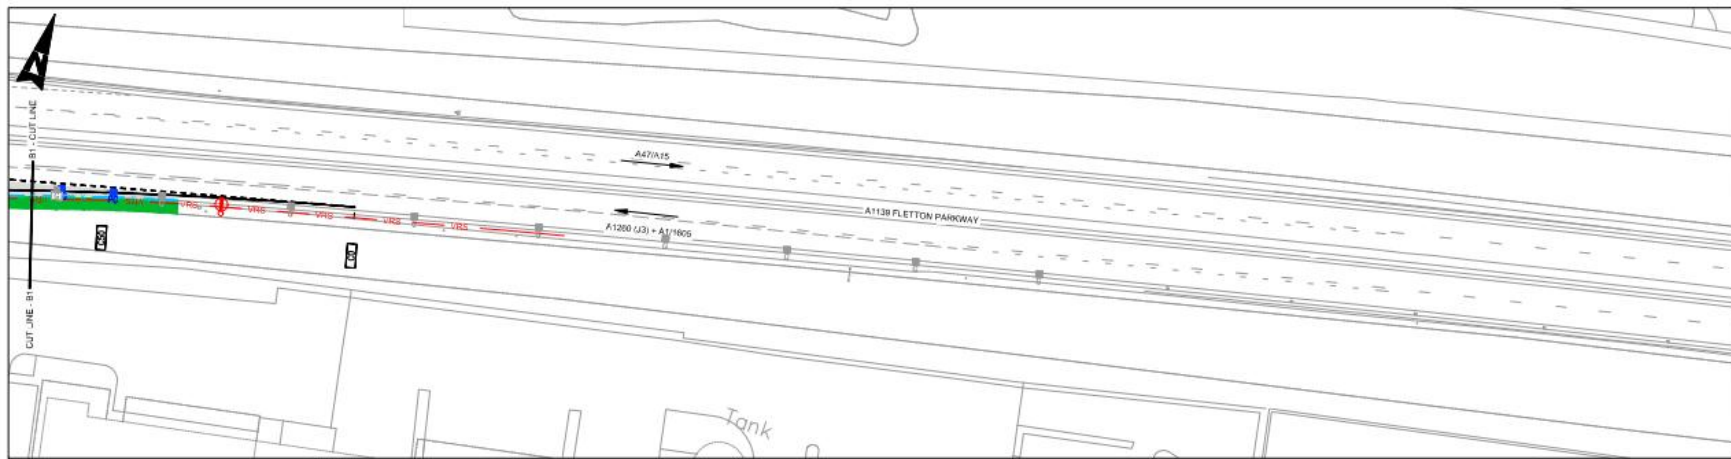 N
B1 - CUT LINE
CUT LINE - B1
A47/A15
A1139 FLETTON PARKWAY
A1260 (J3) + A1/1605
VRS
VRS
VRS
VRS
VRS
Tank